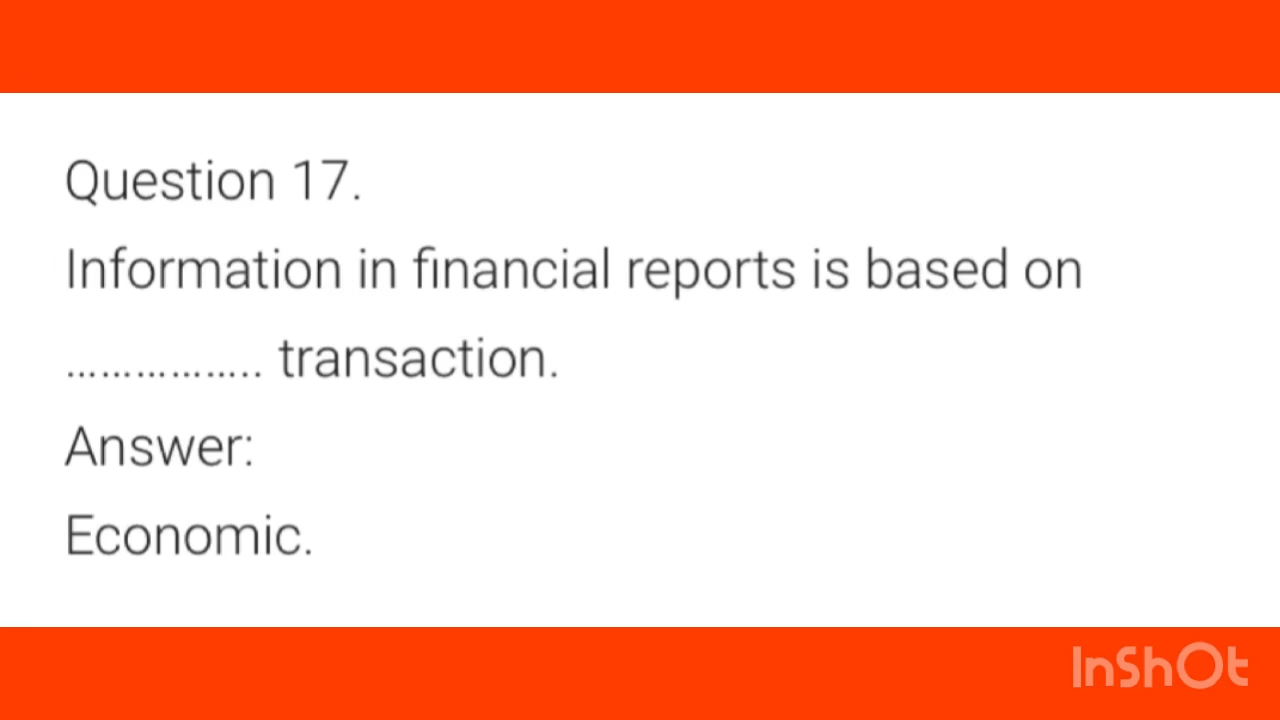 Question 17.
Information in financial reports is based on
…………….. transaction.
Answer:
Economic.
InShOt